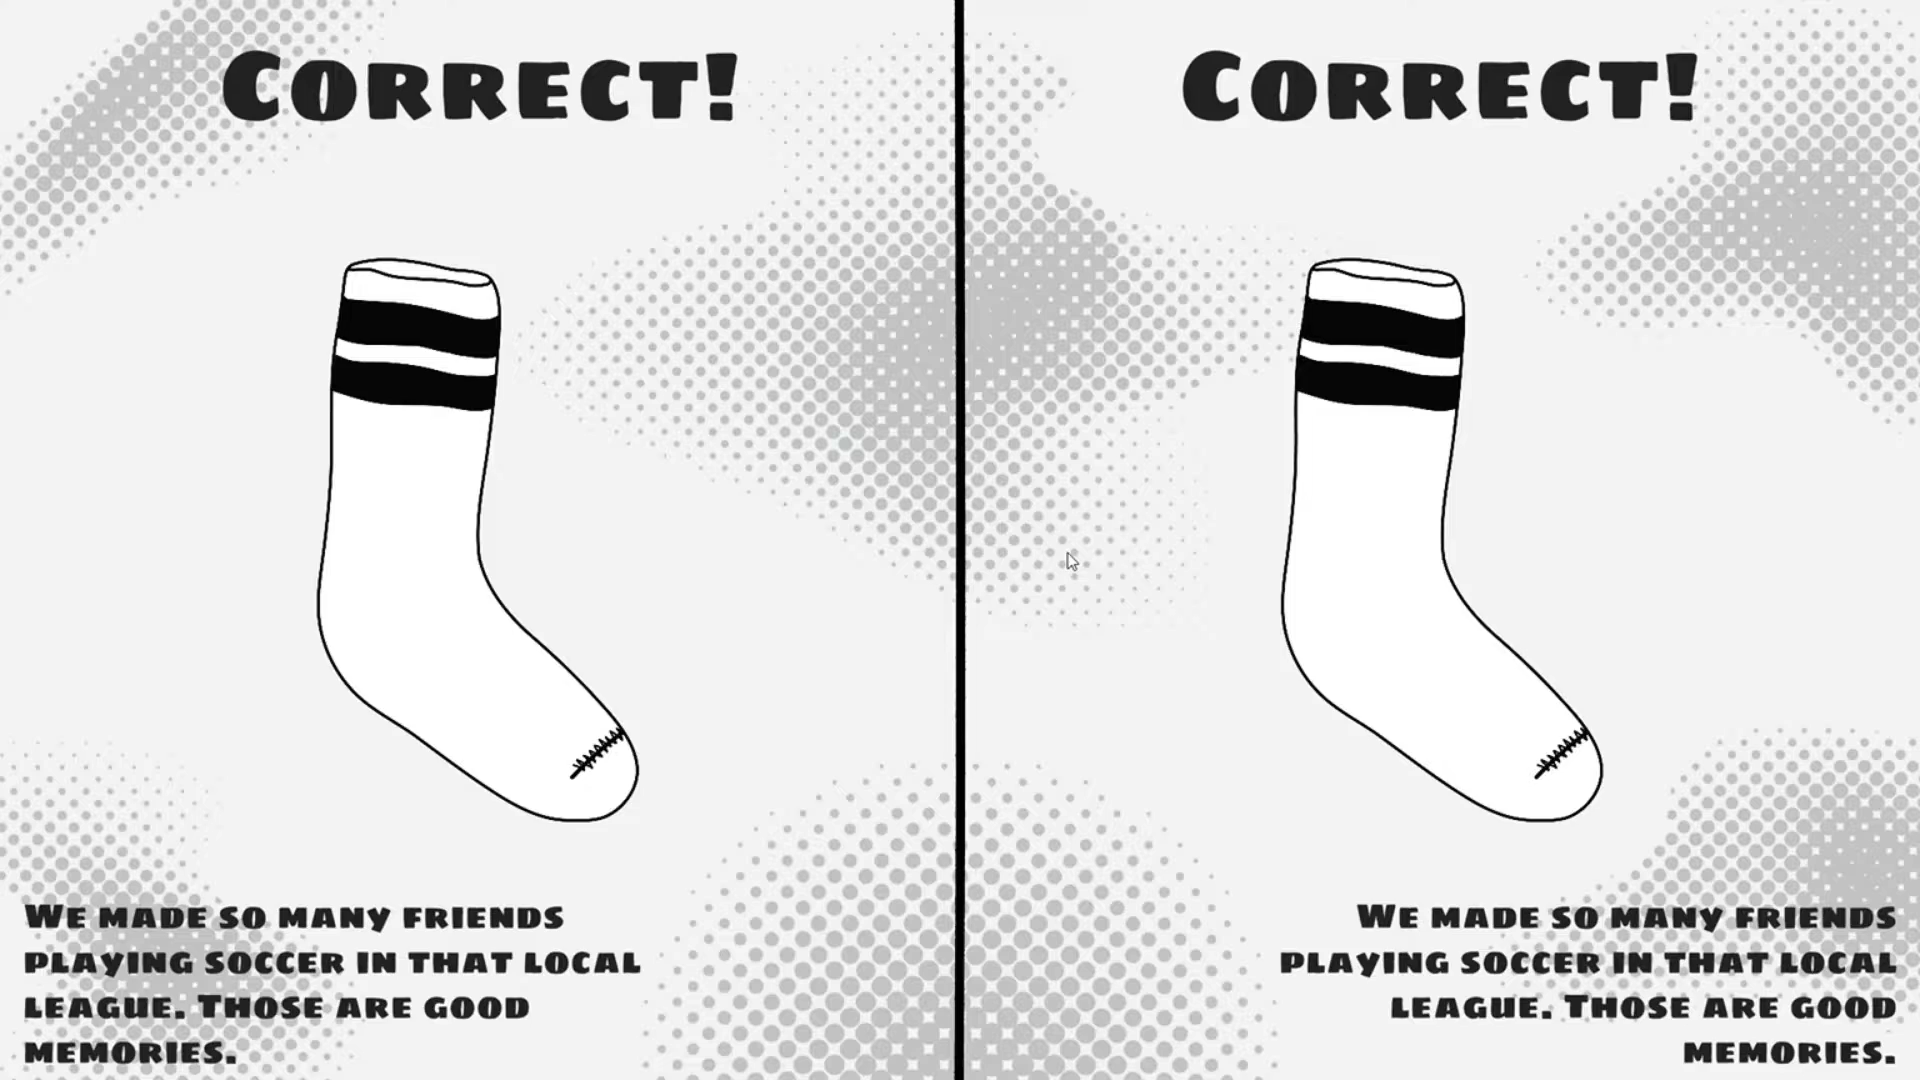 Correct!
We made so many friends
playing soccer in that local
league. Those are good
memories.
Correct!
We made so many friends
playing soccer in that local
league. Those are good
memories.